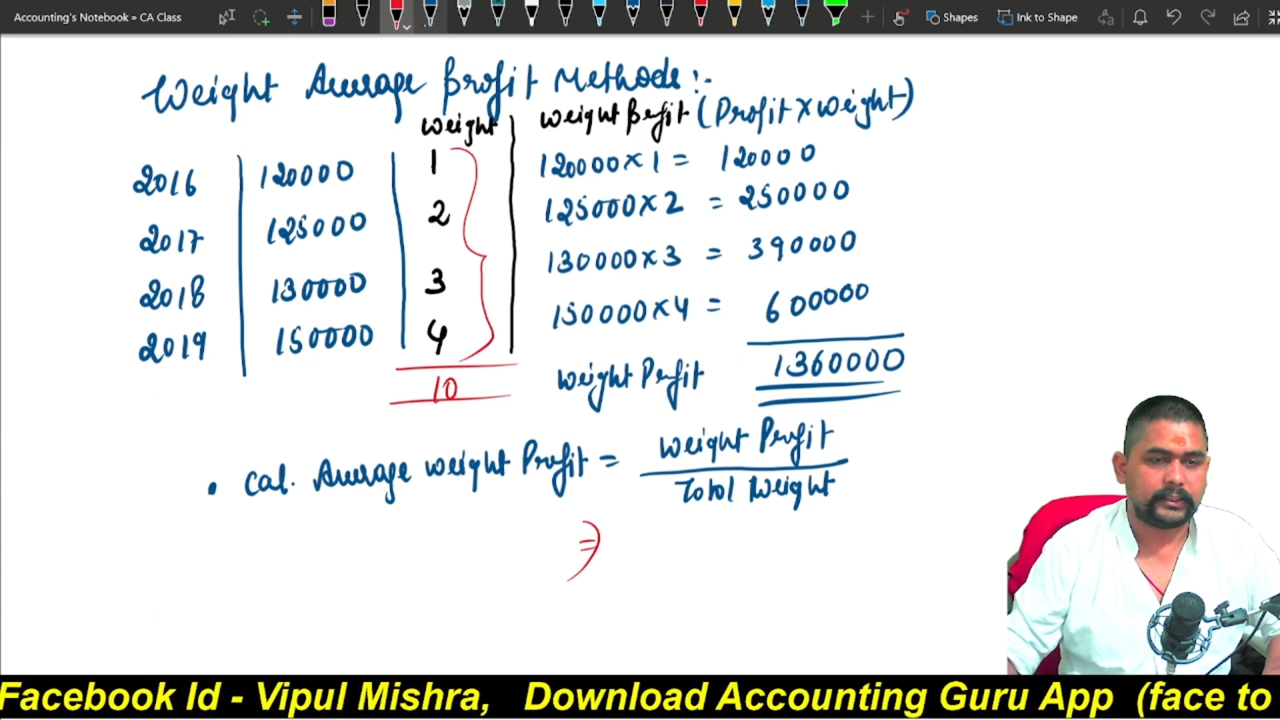 Accounting's Notebook » CA Class
Shapes
Ink to Shape
Weight Average Profit Methode:-
Weight
Weight Profit (Profit x Weight)
2016 120000 1 120000 x 1 = 120000
2017 125000 2 125000 x 2 = 250000
2018 130000 3 130000 x 3 = 390000
2019 150000 4 150000 x 4 = 600000
10 Weight Profit 1360000
• Cal. Average Weight Profit = Weight Profit
Total Weight
⇒
Facebook Id - Vipul Mishra, Download Accounting Guru App (face to